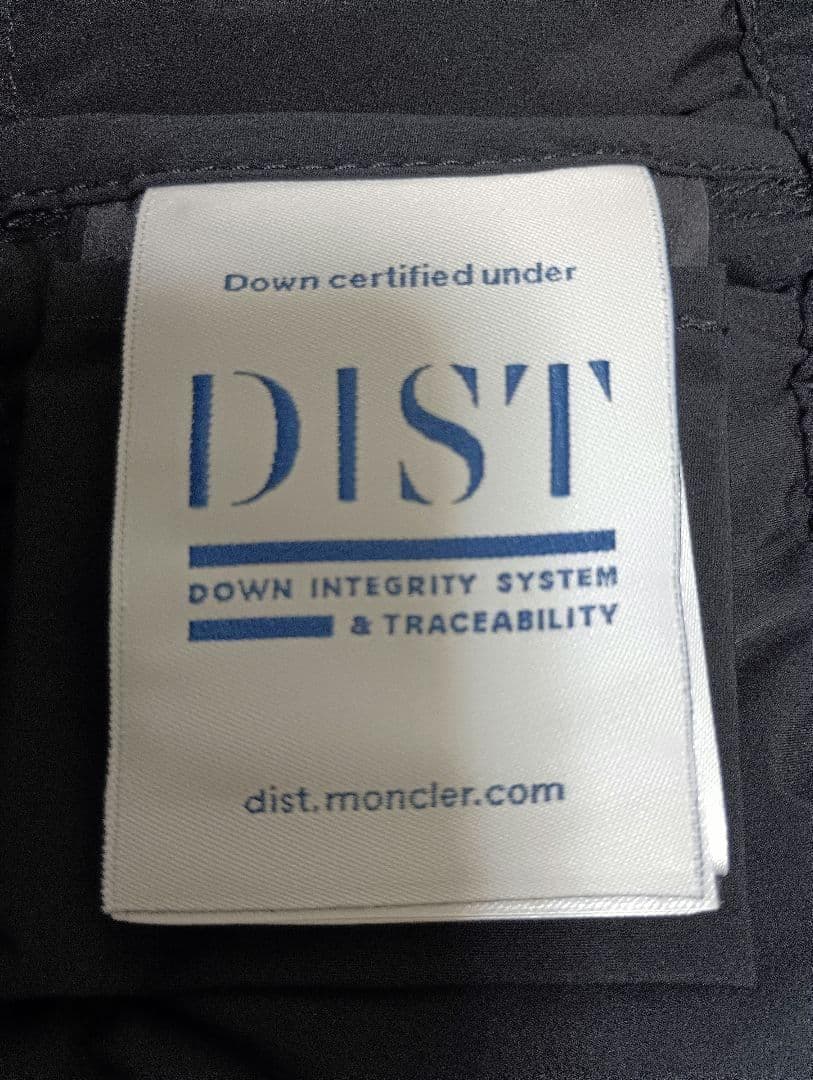 Down certified under
DIST
DOWN INTEGRITY SYSTEM
& TRACEABILITY
dist.moncler.com